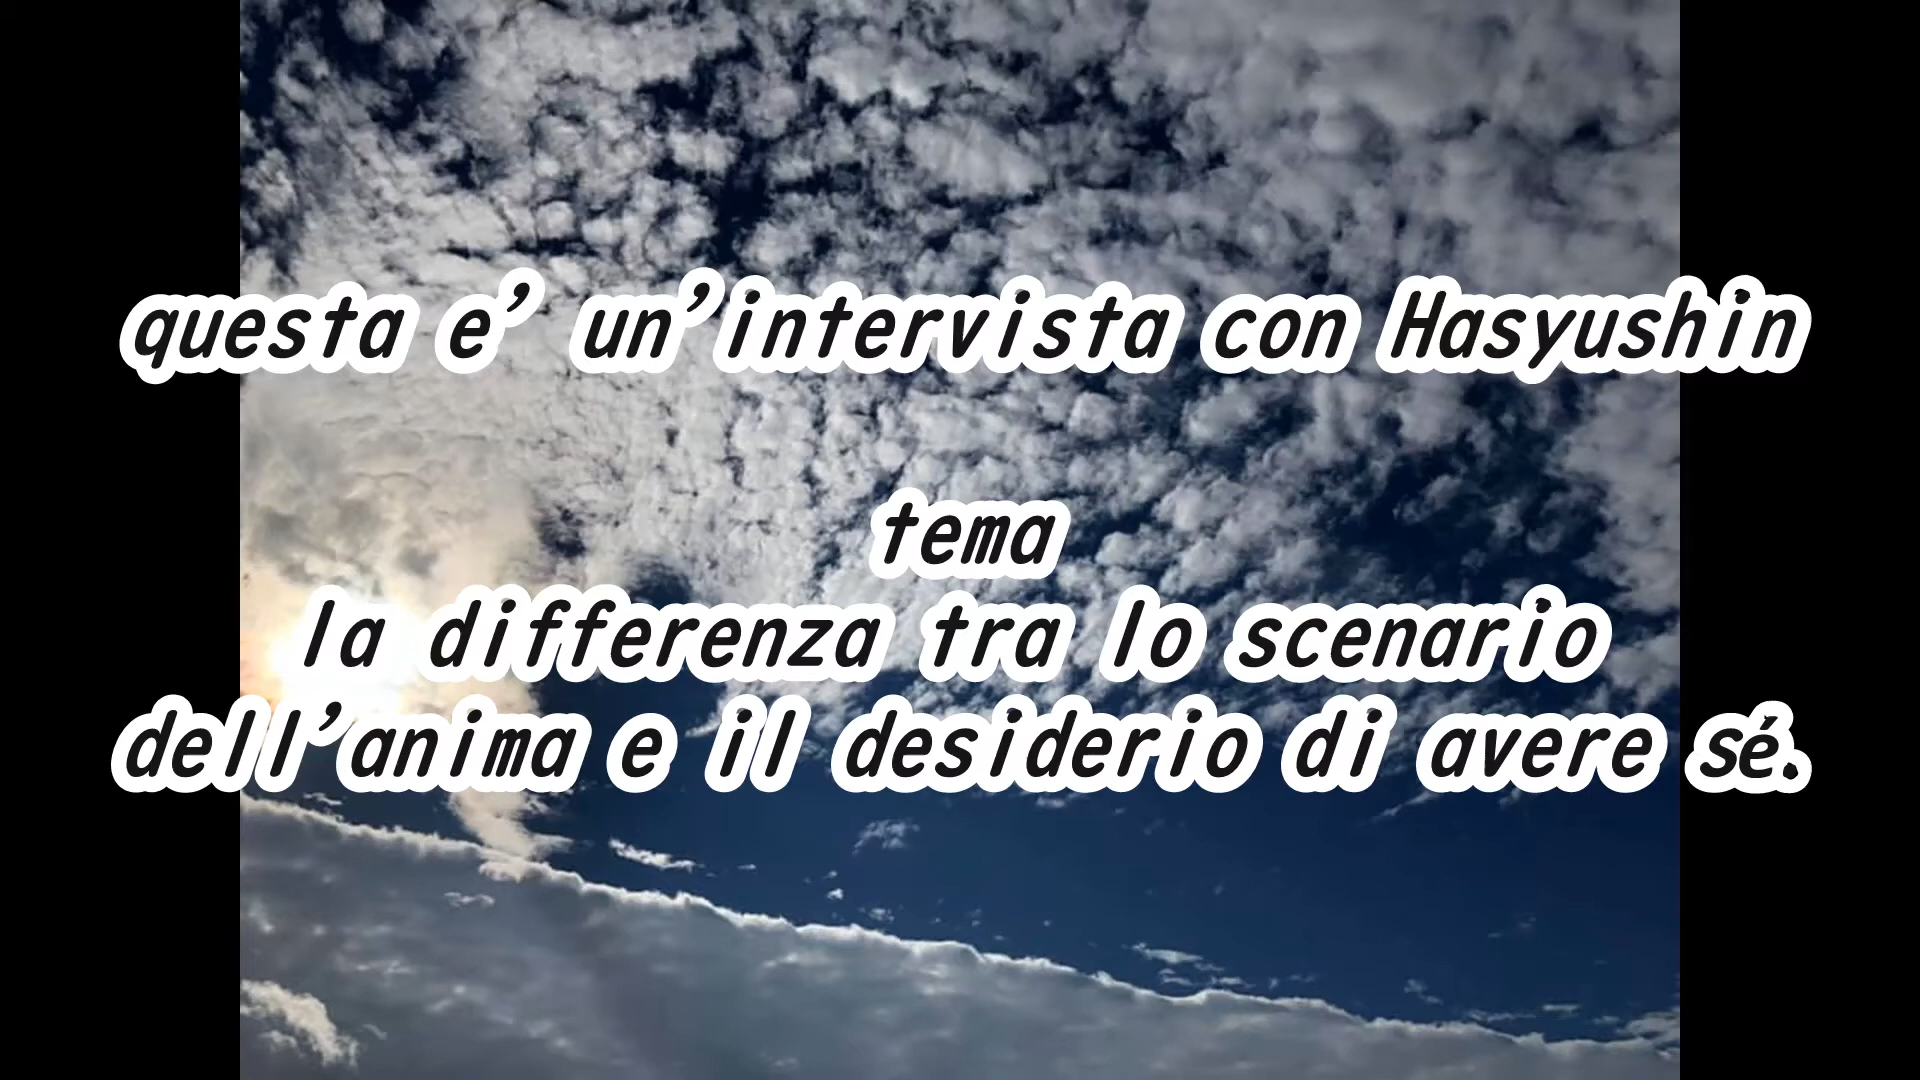 questa e’ un’intervista con Hasyushin
tema
la differenza tra lo scenario
dell’anima e il desiderio di avere sé.